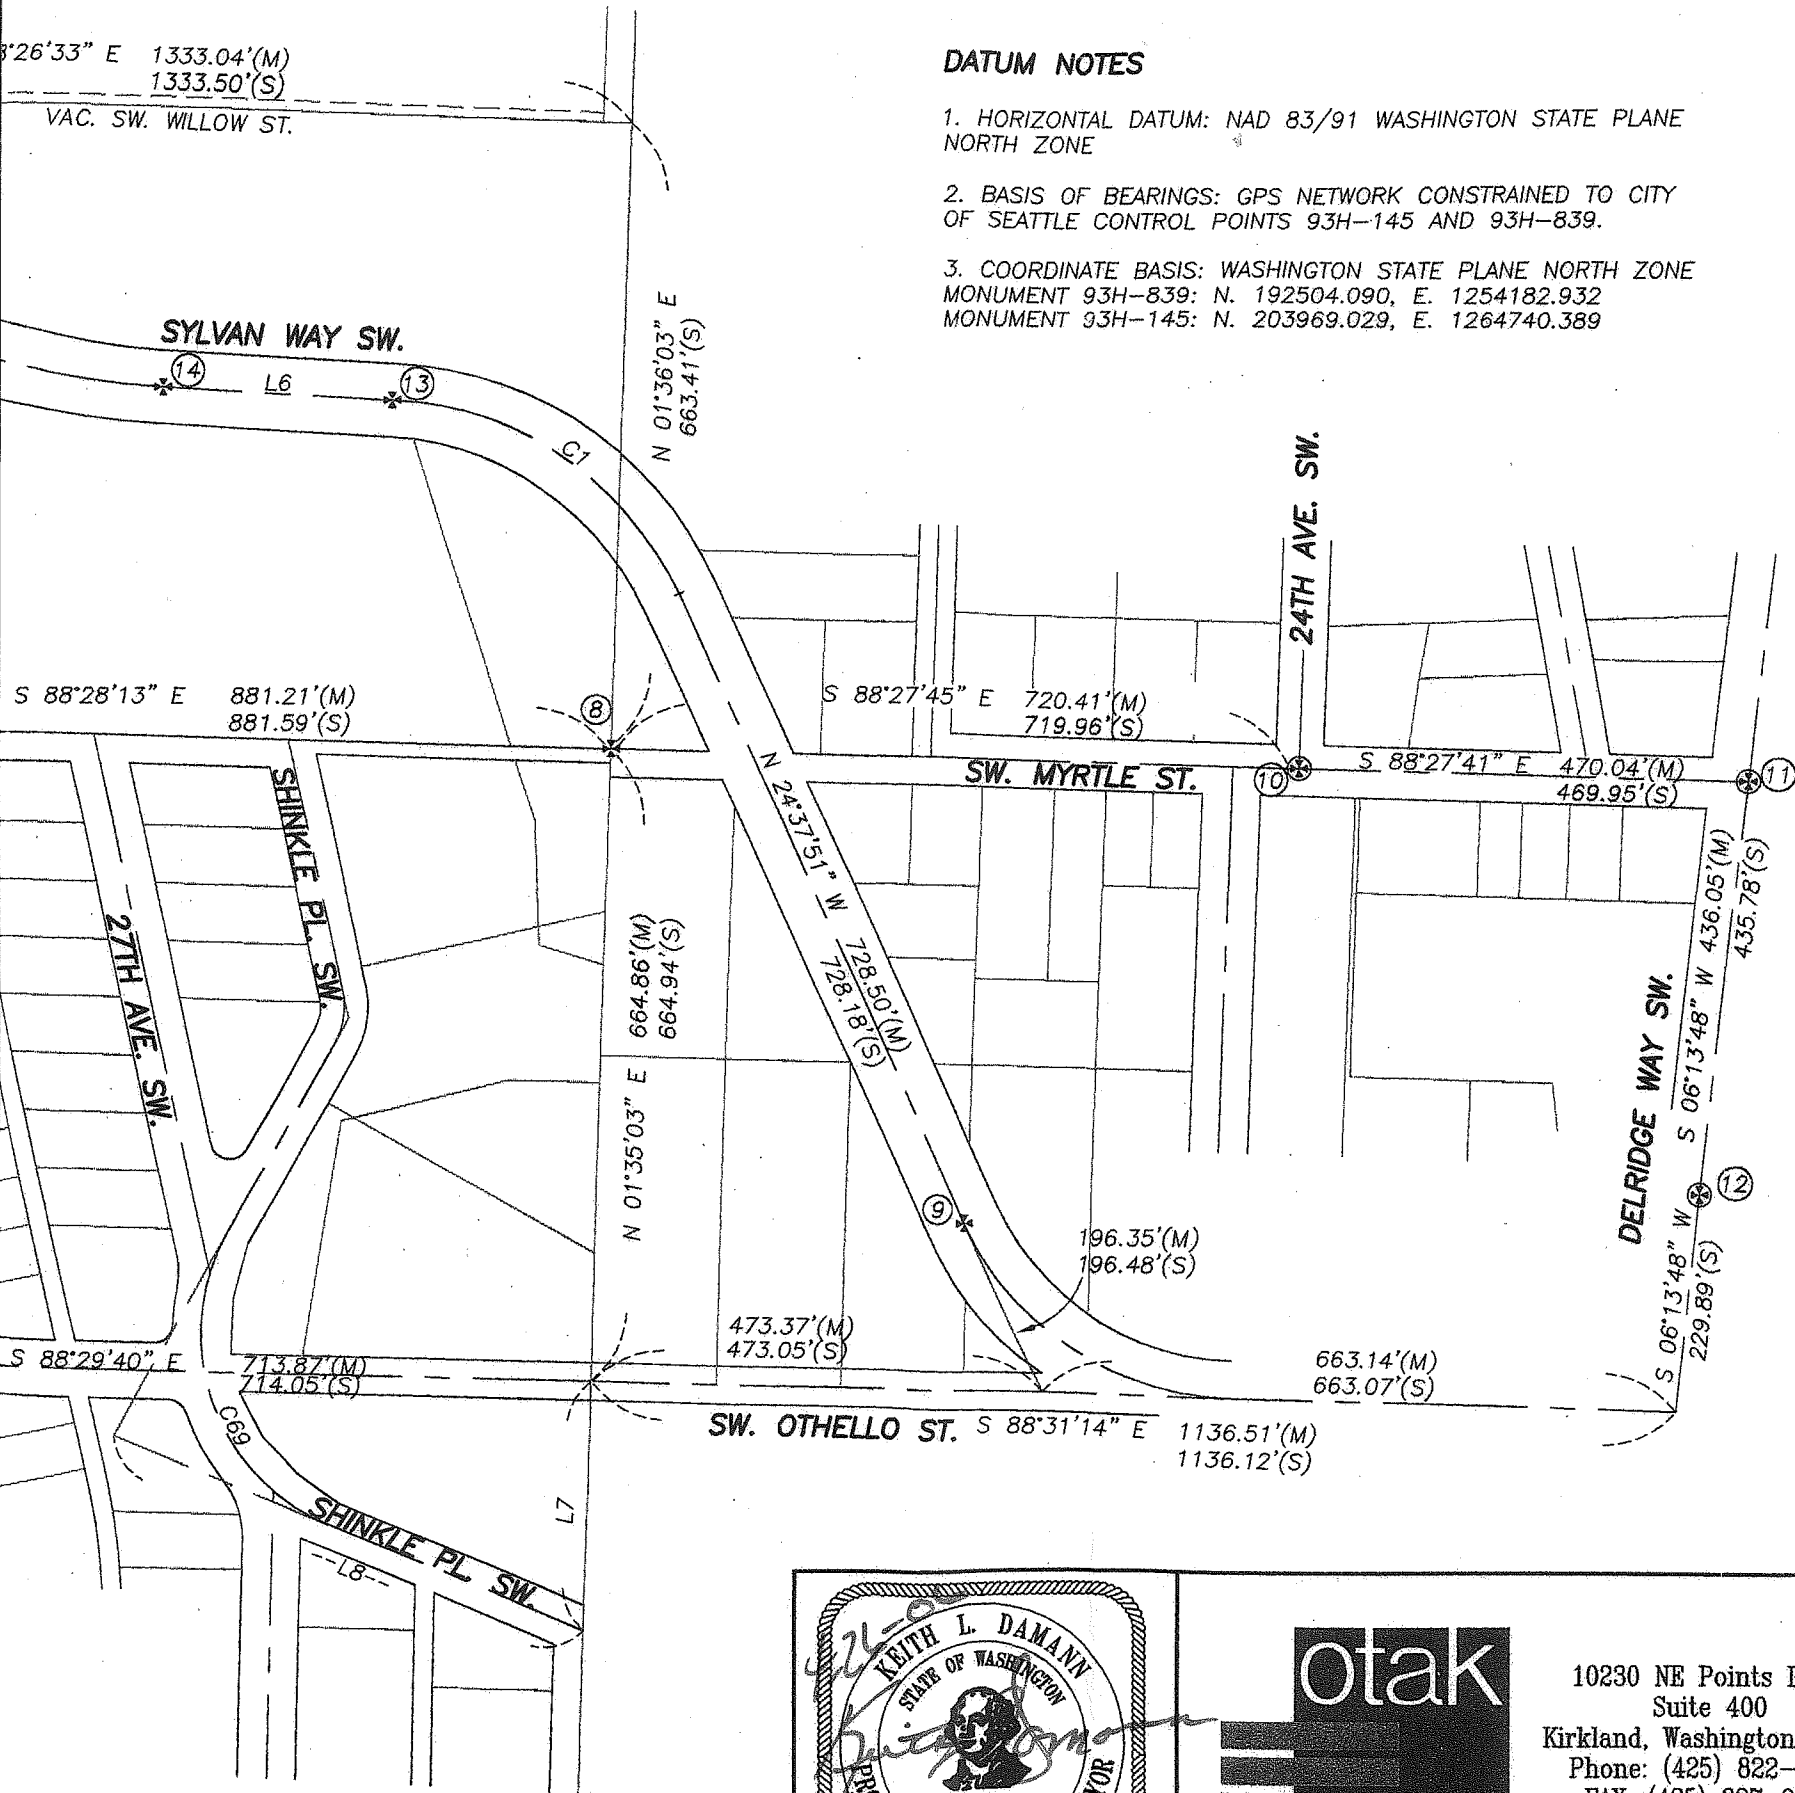 8°26'33" E 1333.04'(M)
1333.50'(S)
VAC. SW. WILLOW ST.
DATUM NOTES
1. HORIZONTAL DATUM: NAD 83/91 WASHINGTON STATE PLANE
NORTH ZONE
2. BASIS OF BEARINGS: GPS NETWORK CONSTRAINED TO CITY
OF SEATTLE CONTROL POINTS 93H-145 AND 93H-839.
3. COORDINATE BASIS: WASHINGTON STATE PLANE NORTH ZONE
MONUMENT 93H-839: N. 192504.090, E. 1254182.932
MONUMENT 93H-145: N. 203969.029, E. 1264740.389
SYLVAN WAY SW.
14
L6
13
C1
N 01°36'03" E
663.41'(S)
24TH AVE. SW.
S 88°28'13" E 881.21'(M)
881.59'(S)
8
S 88°27'45" E 720.41'(M)
719.96'(S)
SW. MYRTLE ST.
10
S 88°27'41" E 470.04'(M)
469.95'(S)
11
SHINKLE PL. SW.
27TH AVE. SW.
N 24°37'51" W 728.50'(M)
728.18'(S)
N 01°35'03" E 664.86'(M)
664.94'(S)
DELRIDGE WAY SW.
S 06°13'48" W 436.05'(M)
435.78'(S)
12
S 06°13'48" W
229.89'(S)
9
196.35'(M)
196.48'(S)
473.37'(M)
473.05'(S)
S 88°29'40" E 713.87'(M)
714.05'(S)
663.14'(M)
663.07'(S)
SW. OTHELLO ST. S 88°31'14" E 1136.51'(M)
1136.12'(S)
C69
L7
SHINKLE PL. SW.
L8
KEITH L. DAMANN
STATE OF WASHINGTON
otak
10230 NE Points
Suite 400
Kirkland, Washington
Phone: (425) 822-